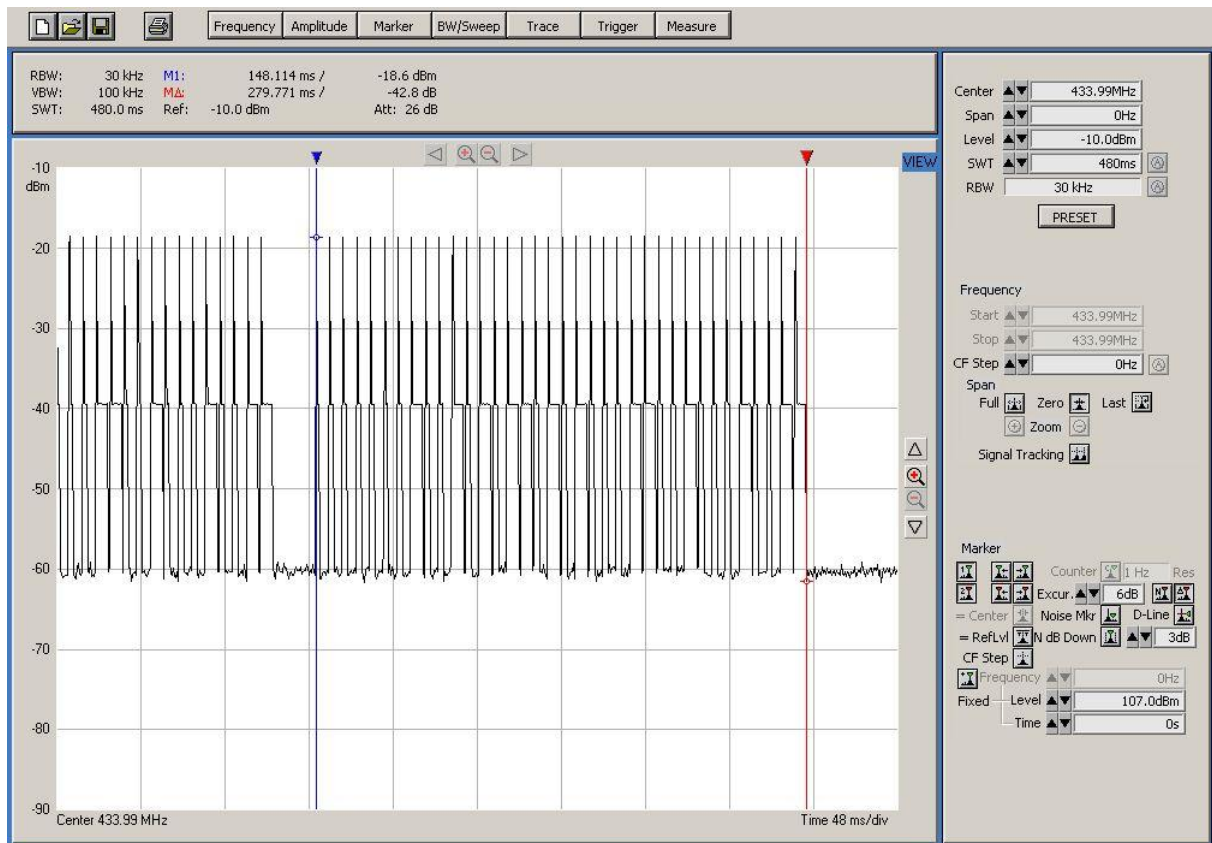 Frequency Amplitude Marker BW/Sweep Trace Trigger Measure
RBW: 30 kHz M1: 148.114 ms / -18.6 dBm
VBW: 100 kHz MΔ: 279.771 ms / -42.8 dB
SWT: 480.0 ms Ref: -10.0 dBm Att: 26 dB
VIEW
-10
dBm
-20
-30
-40
-50
-60
-70
-80
-90
Center 433.99 MHz Time 48 ms/div
Center 433.99MHz
Span 0Hz
Level -10.0dBm
SWT 480ms
RBW 30 kHz
PRESET
Frequency
Start 433.99MHz
Stop 433.99MHz
CF Step 0Hz
Span
Full Zero Last
Zoom
Signal Tracking
Marker
Counter 1 Hz Res
Excur. 6dB
= Center Noise Mkr D-Line
= RefLvl N dB Down 3dB
CF Step
Frequency 0Hz
Fixed Level 107.0dBm
Time 0s